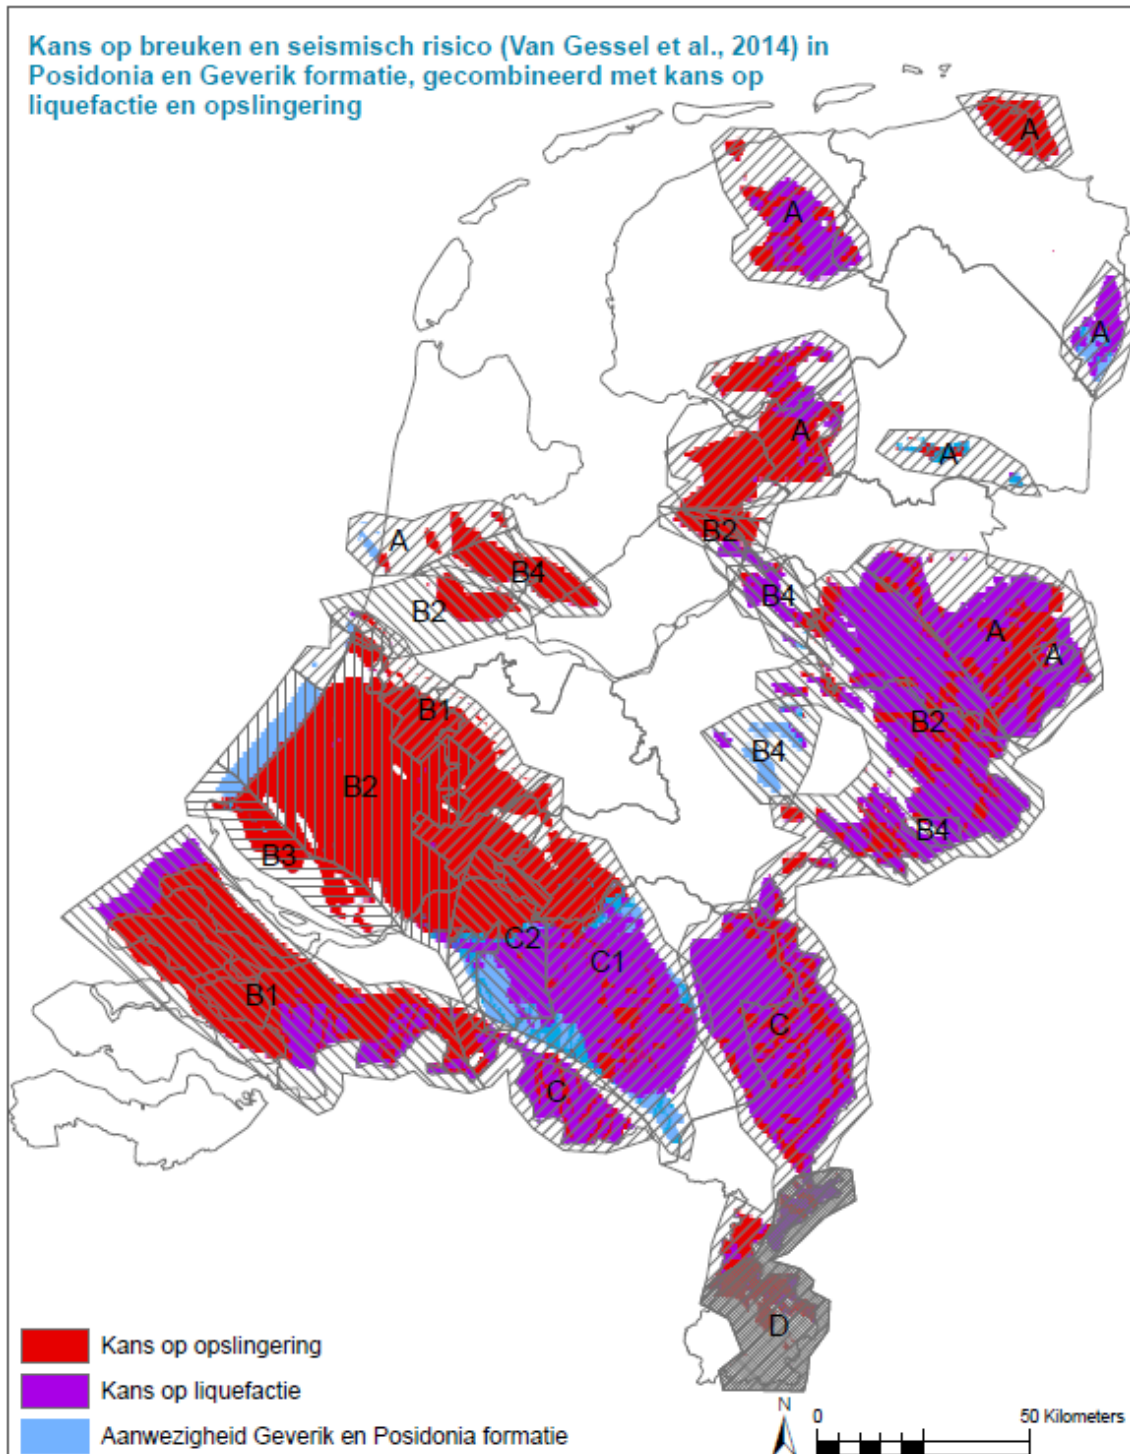 Kans op breuken en seismisch risico (Van Gessel et al., 2014) in
Posidonia en Geverik formatie, gecombineerd met kans op
liquefactie en opslingering
A
A
A
A
A
B2
A
B4
B4
B2
A
A
B1
B2
B4
B2
B4
B3
C2
C1
B1
C
C
D
Kans op opslingering
Kans op liquefactie
Aanwezigheid Geverik en Posidonia formatie
N
0
50 Kilometers